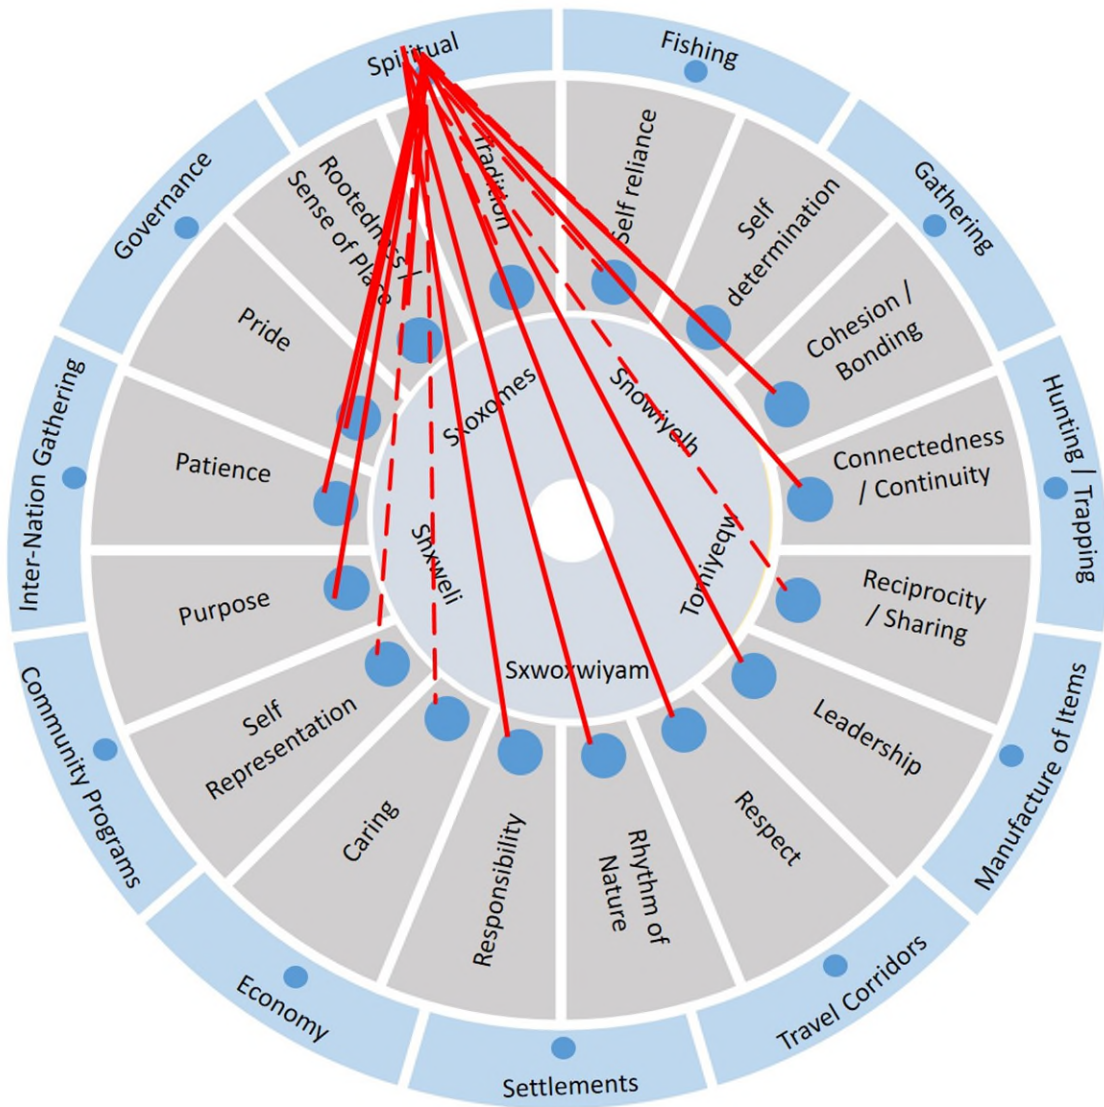 Spiritual
Fishing
Gathering
Hunting / Trapping
Manufacture of Items
Travel Corridors
Settlements
Economy
Community Programs
Inter-Nation Gathering
Governance
Rootedness /
Sense of Place
Tradition
Self reliance
Self
determination
Cohesion /
Bonding
Connectedness
/ Continuity
Reciprocity
/ Sharing
Leadership
Respect
Rhythm of
Nature
Responsibility
Caring
Self
Representation
Purpose
Patience
Pride
Sxoxomes
Snowiyelh
Tomiyeqw
Sxwoxwiyam
Shxweli